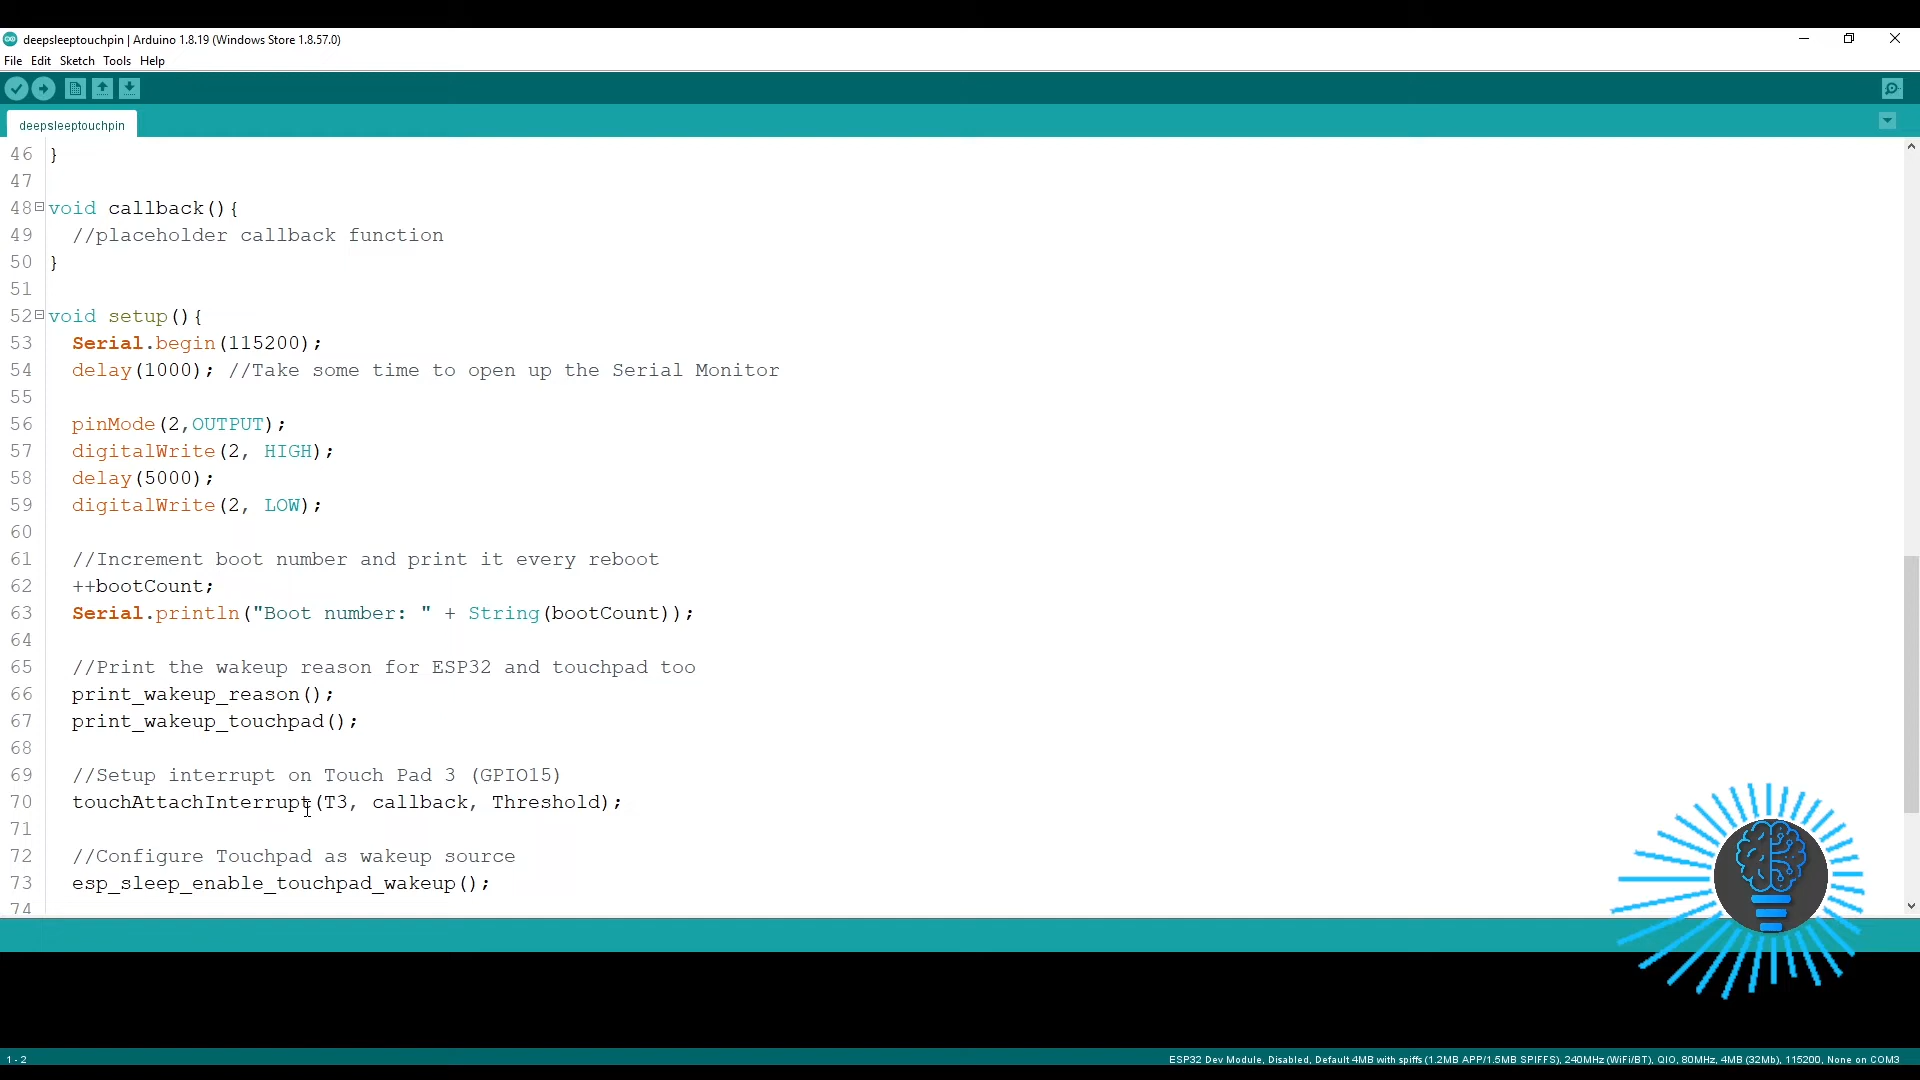 deepsleeptouchpin | Arduino 1.8.19 (Windows Store 1.8.57.0)
File Edit Sketch Tools Help
deepsleeptouchpin
46 }
47
48 void callback(){
49 //placeholder callback function
50 }
51
52 void setup(){
53 Serial.begin(115200);
54 delay(1000); //Take some time to open up the Serial Monitor
55
56 pinMode(2,OUTPUT);
57 digitalWrite(2, HIGH);
58 delay(5000);
59 digitalWrite(2, LOW);
60
61 //Increment boot number and print it every reboot
62 ++bootCount;
63 Serial.println("Boot number: " + String(bootCount));
64
65 //Print the wakeup reason for ESP32 and touchpad too
66 print_wakeup_reason();
67 print_wakeup_touchpad();
68
69 //Setup interrupt on Touch Pad 3 (GPIO15)
70 touchAttachInterrupt(T3, callback, Threshold);
71
72 //Configure Touchpad as wakeup source
73 esp_sleep_enable_touchpad_wakeup();
74
1 - 2 ESP32 Dev Module, Disabled, Default 4MB with spiffs (1.2MB APP/1.5MB SPIFFS), 240MHz (WiFi/BT), QIO, 80MHz, 4MB (32Mb), 115200, None on COM3